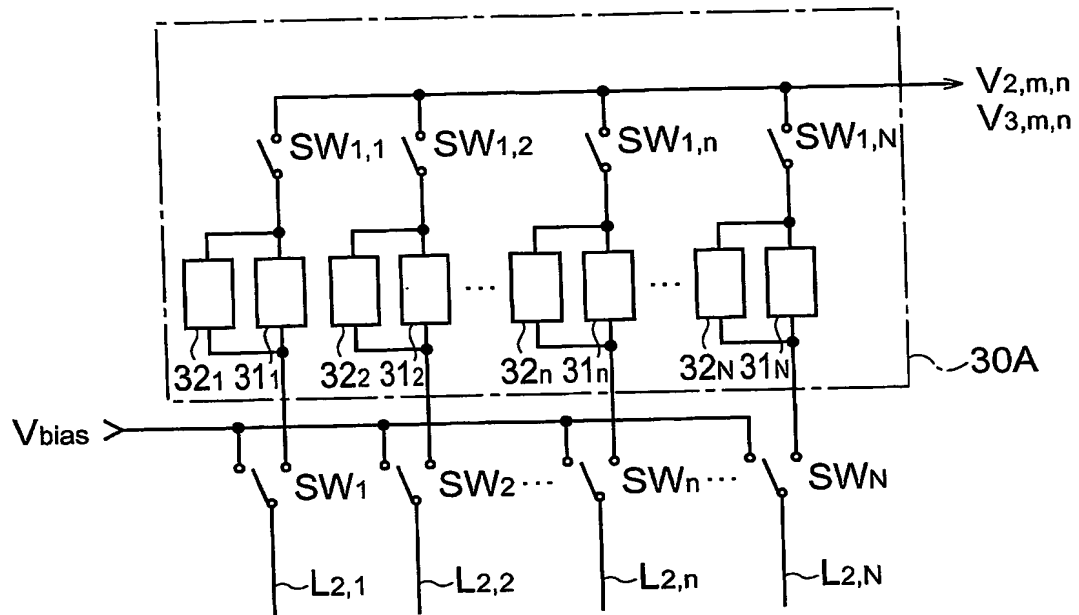 V2,m,n
V3,m,n
SW1,1 SW1,2 SW1,n SW1,N
... ...
321 311 322 312 32n 31n 32N 31N
30A
Vbias
SW1 SW2 ... SWn ... SWN
L2,1 L2,2 L2,n L2,N